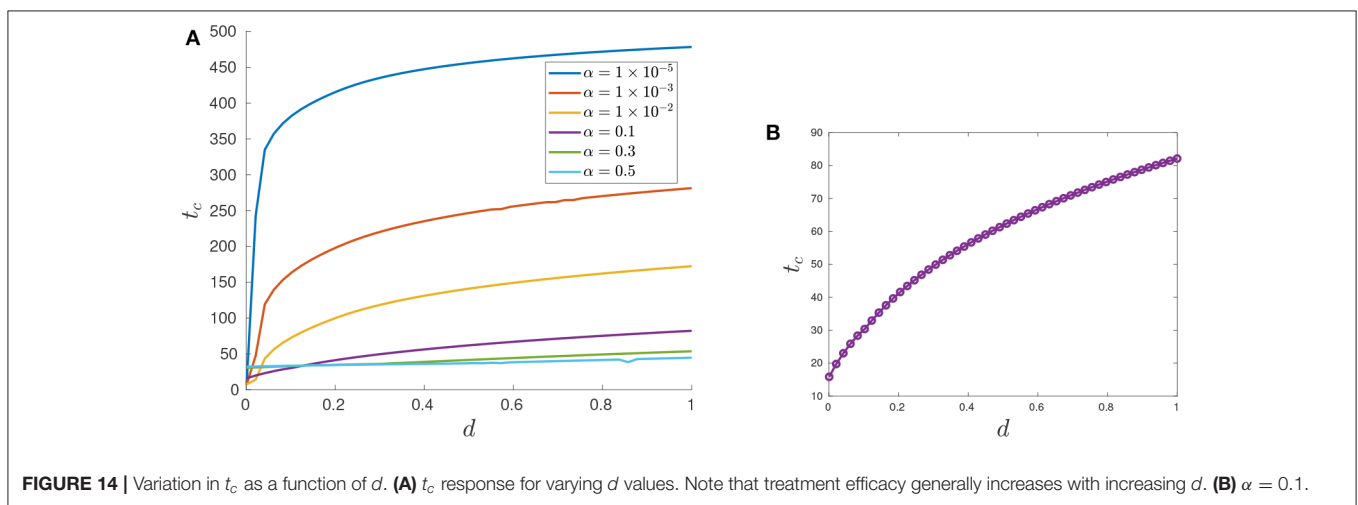 A
500
450
400
350
300
250
200
150
100
50
0
t_c
0 0.2 0.4 0.6 0.8 1
d
α = 1 × 10⁻⁵
α = 1 × 10⁻³
α = 1 × 10⁻²
α = 0.1
α = 0.3
α = 0.5
B
90
80
70
60
50
40
30
20
10
t_c
0 0.2 0.4 0.6 0.8 1
d
FIGURE 14 | Variation in t_c as a function of d. (A) t_c response for varying d values. Note that treatment efficacy generally increases with increasing d. (B) α = 0.1.